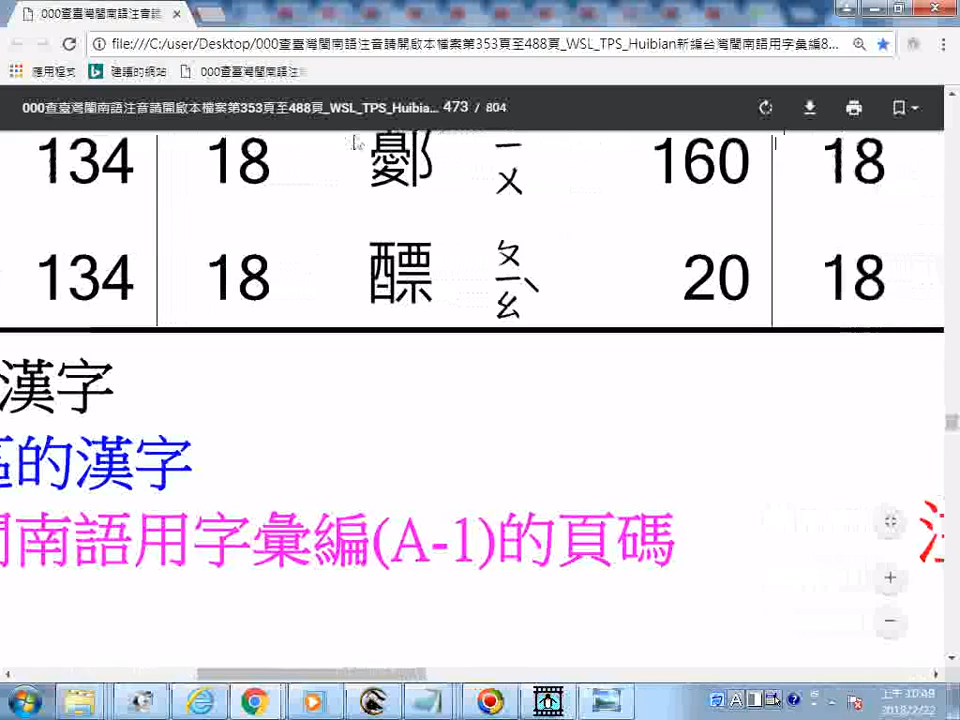 000查臺灣閩南語注音請
file:///C:/user/Desktop/000查臺灣閩南語注音請開啟本檔案第353頁至488頁_WSL_TPS_Huibian新編台灣閩南語用字彙編8...
應用程式 建議的網站 000查臺灣閩南語注
000查臺灣閩南語注音請開啟本檔案第353頁至488頁_WSL_TPS_Huibia... 473 / 804
134 18 酃 ㄧㄨ 160 18
134 18 醥 ㄆㄧㄠˋ 20 18
漢字
區的漢字
閩南語用字彙編(A-1)的頁碼 注
上午 10:49
2018/2/22